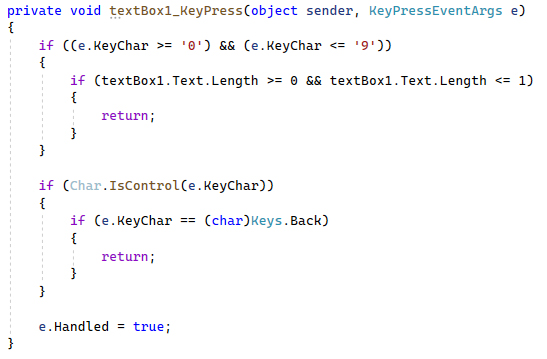 private void textBox1_KeyPress(object sender, KeyPressEventArgs e)
{
    if ((e.KeyChar >= '0') && (e.KeyChar <= '9'))
    {
        if (textBox1.Text.Length >= 0 && textBox1.Text.Length <= 1)
        {
            return;
        }
    }

    if (Char.IsControl(e.KeyChar))
    {
        if (e.KeyChar == (char)Keys.Back)
        {
            return;
        }
    }

    e.Handled = true;
}